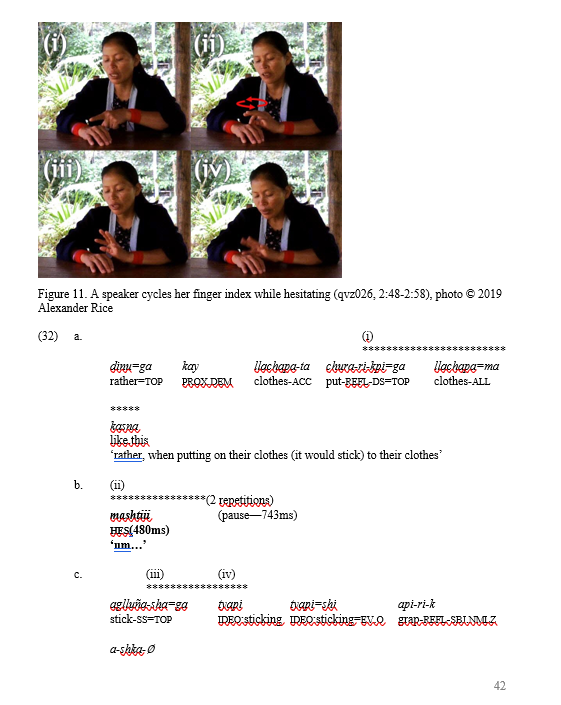 (i) (ii)
(iii) (iv)
Figure 11. A speaker cycles her finger index while hesitating (qvz026, 2:48-2:58), photo © 2019
Alexander Rice
(32) a. (i)
************************
dinu=ga kay llachapa-ta chura-ri-kpi=ga llachapa=ma
rather=TOP PROX.DEM clothes-ACC put-REFL-DS=TOP clothes-ALL
*****
kasna
like.this
‘rather, when putting on their clothes (it would stick) to their clothes’
b. (ii)
****************(2 repetitions)
mashtiii (pause—743ms)
HES(480ms)
‘um…’
c. (iii) (iv)
*****************
aglluña-sha=ga tyapi tyapi=shi api-ri-k
stick-SS=TOP IDEO:sticking IDEO:sticking=EV.O grap-REFL-SBJ.NMLZ
a-shka-Ø
42